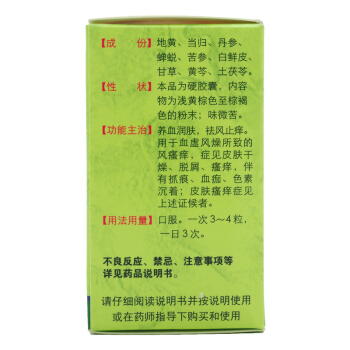 【成 份】地黄、当归、丹参、
蝉蜕、苦参、白鲜皮、
甘草、黄芩、土茯苓。
【性 状】本品为硬胶囊,内容
物为浅黄棕色至棕褐
色的粉末;味微苦。
【功能主治】养血润肤,祛风止痒。
用于血虚风燥所致的
风瘙痒,症见皮肤干
燥、脱屑、瘙痒,伴
有抓痕、血痂、色素
沉着;皮肤瘙痒症见
上述证候者。
【用法用量】口服。一次3~4粒,
一日3次。
不良反应、禁忌、注意事项等
详见药品说明书。
请仔细阅读说明书并按说明使用
或在药师指导下购买和使用